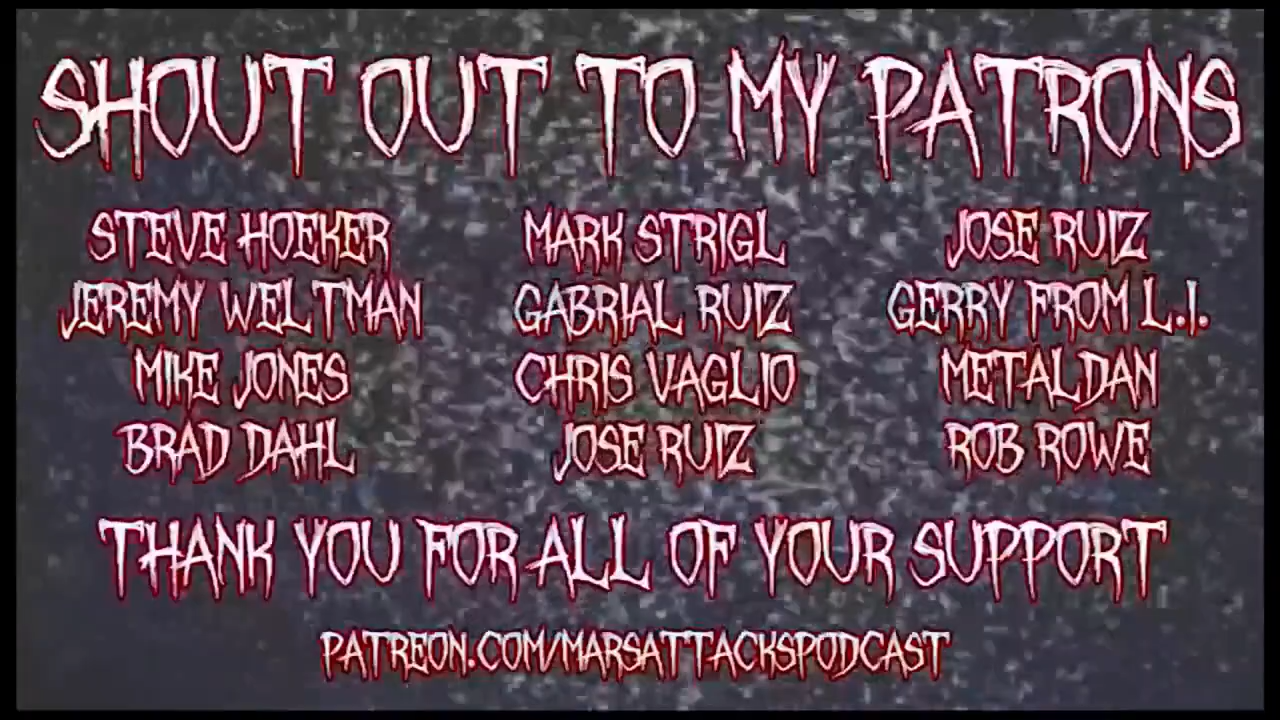 SHOUT OUT TO MY PATRONS
STEVE HOEKER MARK STRIGL JOSE RUIZ
JEREMY WELTMAN GABRIAL RUIZ GERRY FROM L.I.
MIKE JONES CHRIS VAGLIO METALDAN
BRAD DAHL JOSE RUIZ ROB ROWE
THANK YOU FOR ALL OF YOUR SUPPORT
PATREON.COM/MARSATTACKSPODCAST